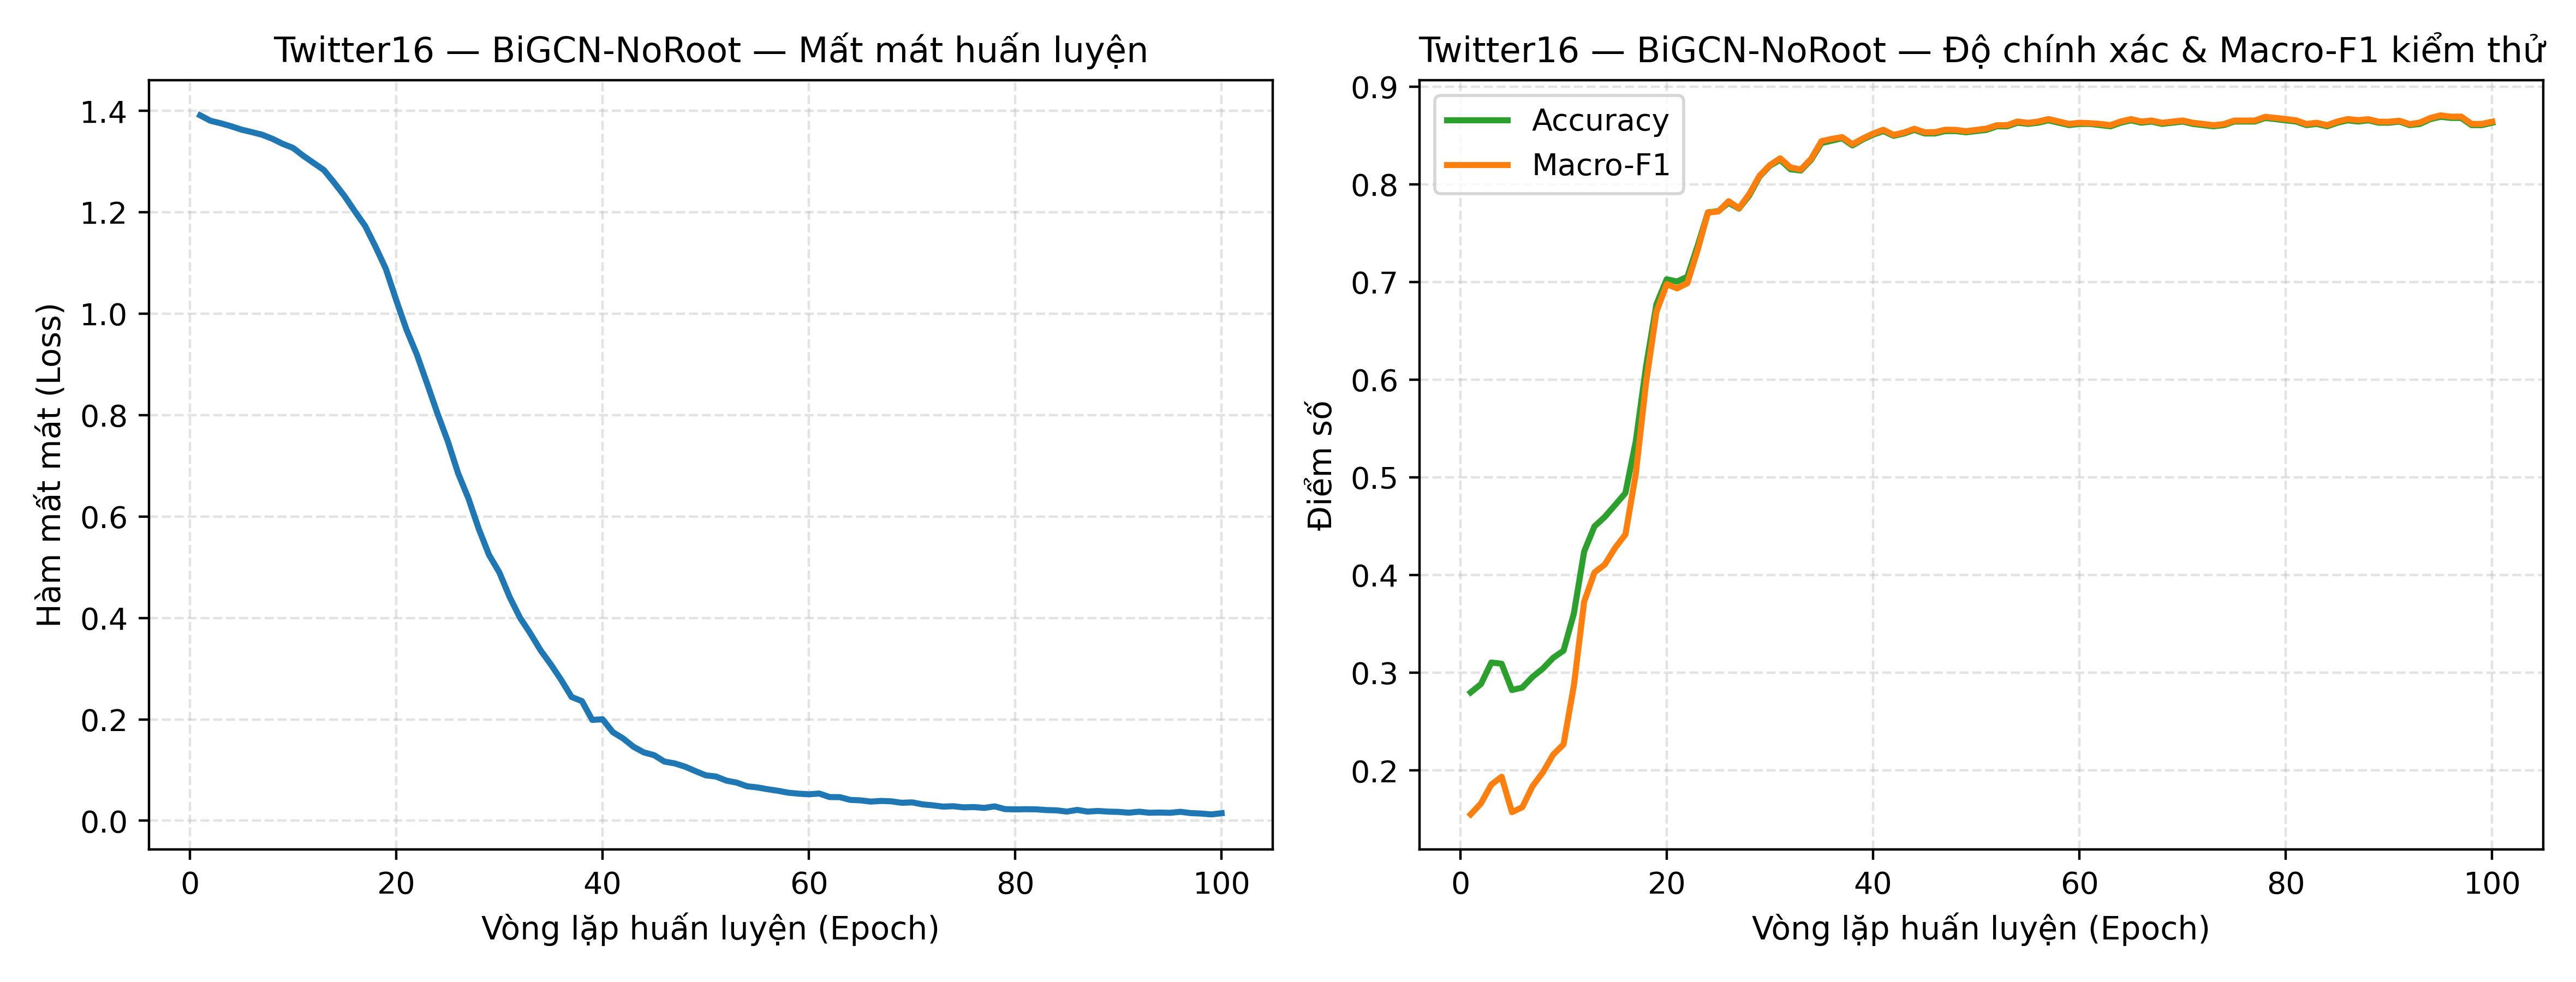 Twitter16 — BiGCN-NoRoot — Mất mát huấn luyện
Hàm mất mát (Loss)
1.4
1.2
1.0
0.8
0.6
0.4
0.2
0.0
0 20 40 60 80 100
Vòng lặp huấn luyện (Epoch)
Twitter16 — BiGCN-NoRoot — Độ chính xác & Macro-F1 kiểm thử
Điểm số
0.9
0.8
0.7
0.6
0.5
0.4
0.3
0.2
Accuracy
Macro-F1
0 20 40 60 80 100
Vòng lặp huấn luyện (Epoch)